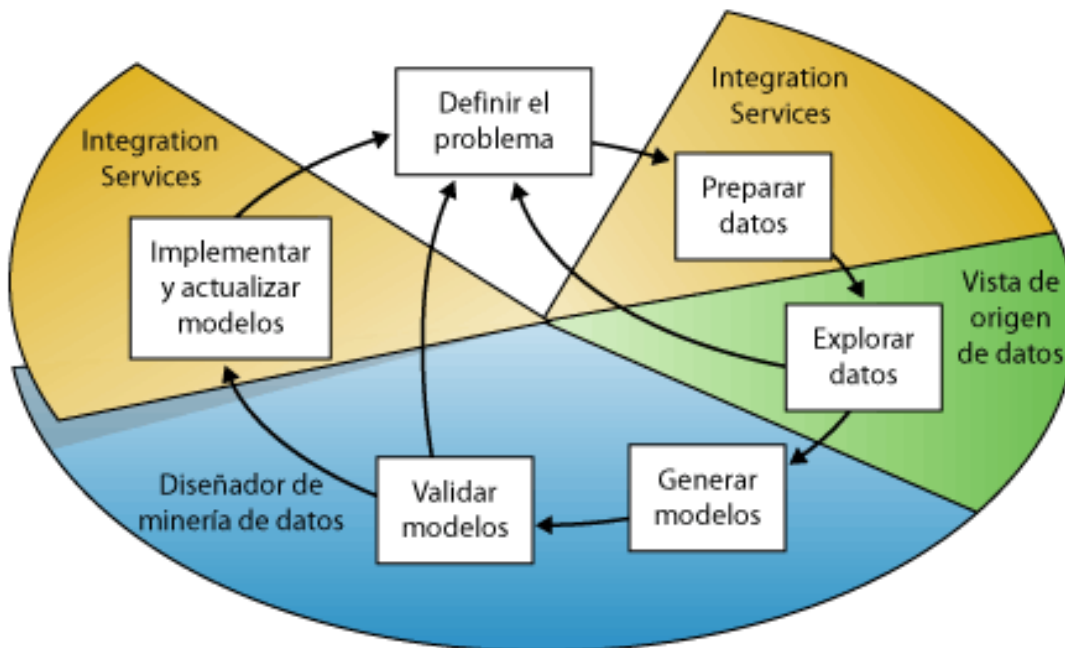 Definir el
problema
Integration
Services
Preparar
datos
Vista de
origen
de datos
Explorar
datos
Generar
modelos
Validar
modelos
Diseñador de
minería de datos
Integration
Services
Implementar
y actualizar
modelos